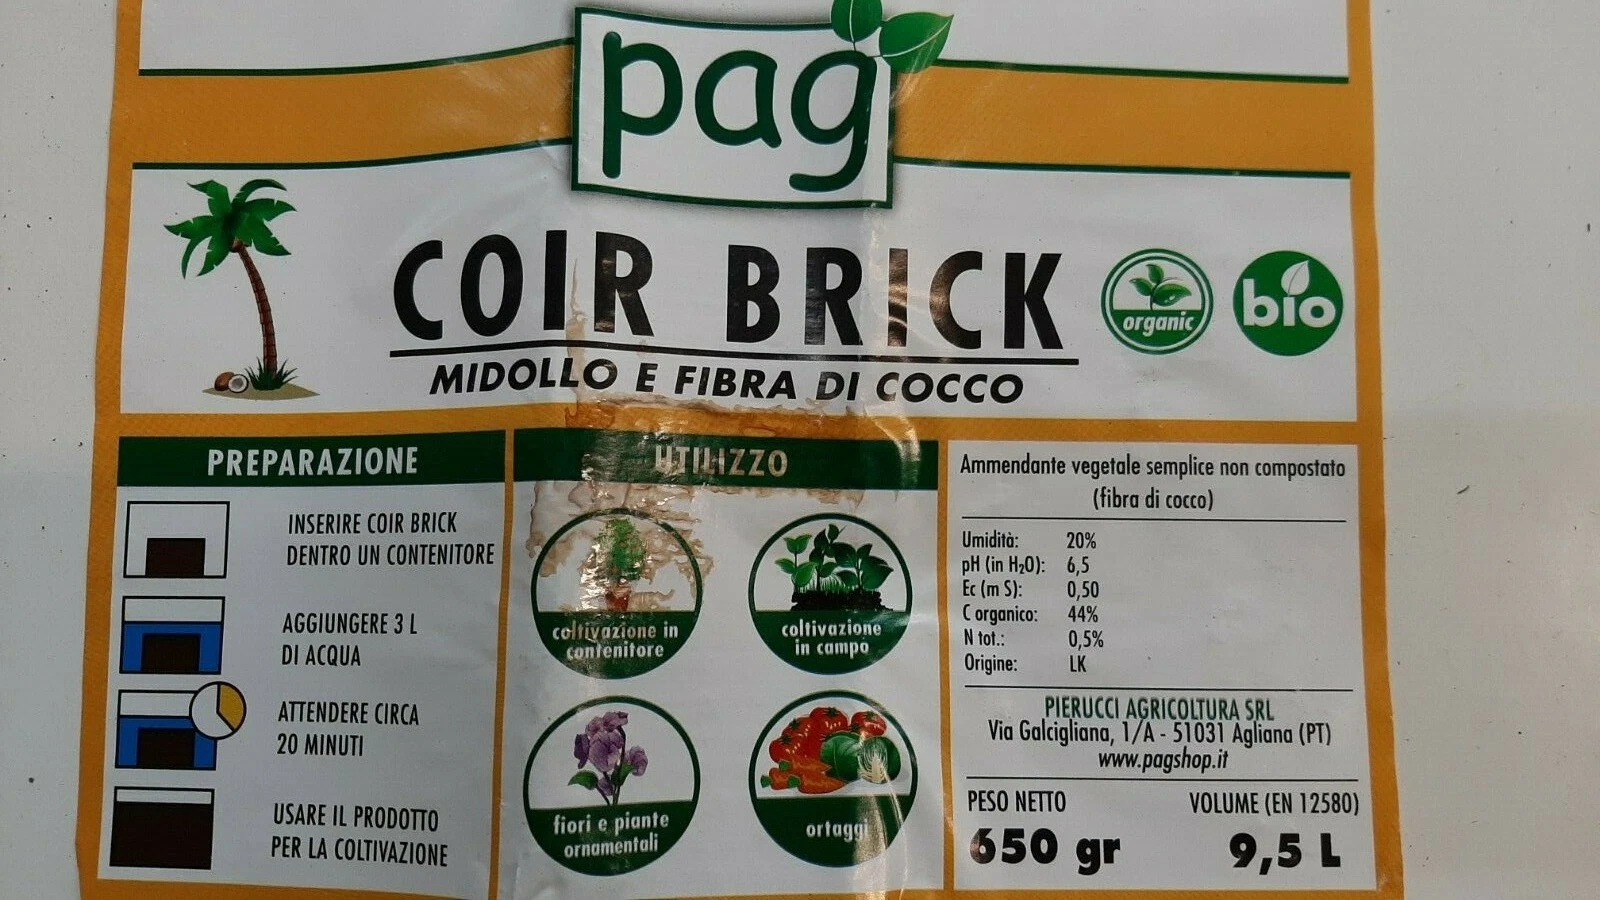 pag
COIR BRICK
MIDOLLO E FIBRA DI COCCO
organic
bio
PREPARAZIONE
INSERIRE COIR BRICK
DENTRO UN CONTENITORE
AGGIUNGERE 3 L
DI ACQUA
ATTENDERE CIRCA
20 MINUTI
USARE IL PRODOTTO
PER LA COLTIVAZIONE
UTILIZZO
coltivazione in
contenitore
coltivazione
in campo
fiori e piante
ornamentali
ortaggi
Ammendante vegetale semplice non compostato
(fibra di cocco)
Umidità: 20%
pH (in H₂O): 6,5
Ec (m S): 0,50
C organico: 44%
N tot.: 0,5%
Origine: LK
PIERUCCI AGRICOLTURA SRL
Via Galcigliana, 1/A - 51031 Agliana (PT)
www.pagshop.it
PESO NETTO VOLUME (EN 12580)
650 gr 9,5 L